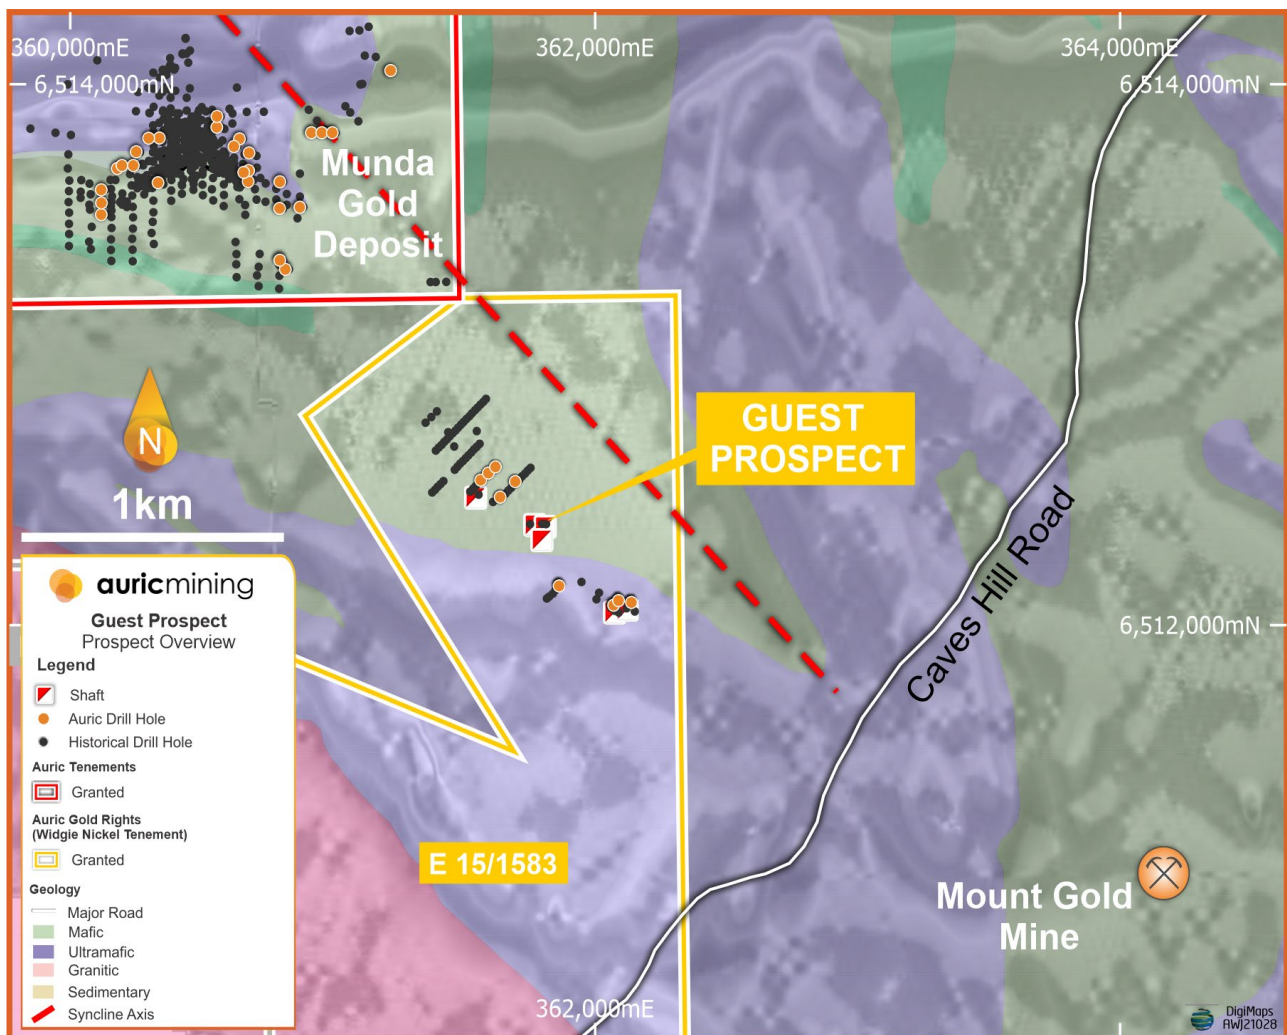 360,000mE
362,000mE
364,000mE
6,514,000mN
6,514,000mN
Munda
Gold
Deposit
GUEST
PROSPECT
N
1km
Caves Hill Road
6,512,000mN
auricmining
Guest Prospect
Prospect Overview
Legend
Shaft
Auric Drill Hole
Historical Drill Hole
Auric Tenements
Granted
Auric Gold Rights
(Widgie Nickel Tenement)
Granted
Geology
Major Road
Mafic
Ultramafic
Granitic
Sedimentary
Syncline Axis
E 15/1583
Mount Gold
Mine
362,000mE
DigiMaps
AWJ21028